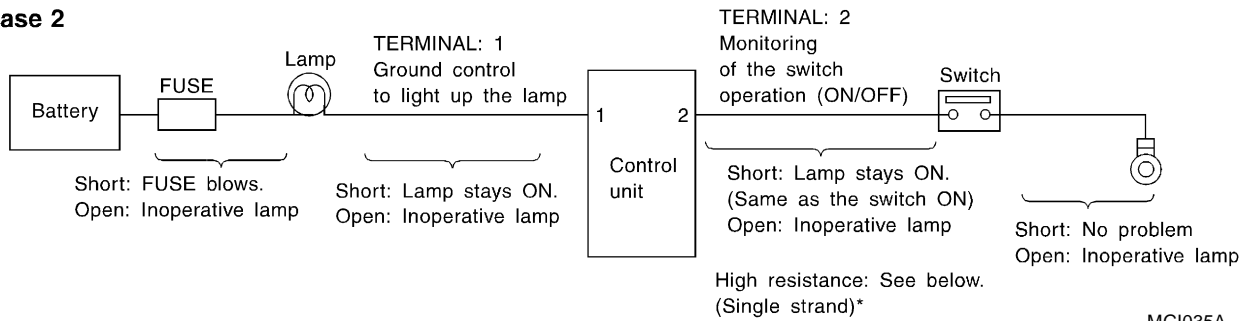 ase 2
TERMINAL: 1
Ground control
to light up the lamp
TERMINAL: 2
Monitoring
of the switch
operation (ON/OFF)
Battery
FUSE
Lamp
1
2
Control
unit
Switch
Short: FUSE blows.
Open: Inoperative lamp
Short: Lamp stays ON.
Open: Inoperative lamp
Short: Lamp stays ON.
(Same as the switch ON)
Open: Inoperative lamp
High resistance: See below.
(Single strand)*
Short: No problem
Open: Inoperative lamp